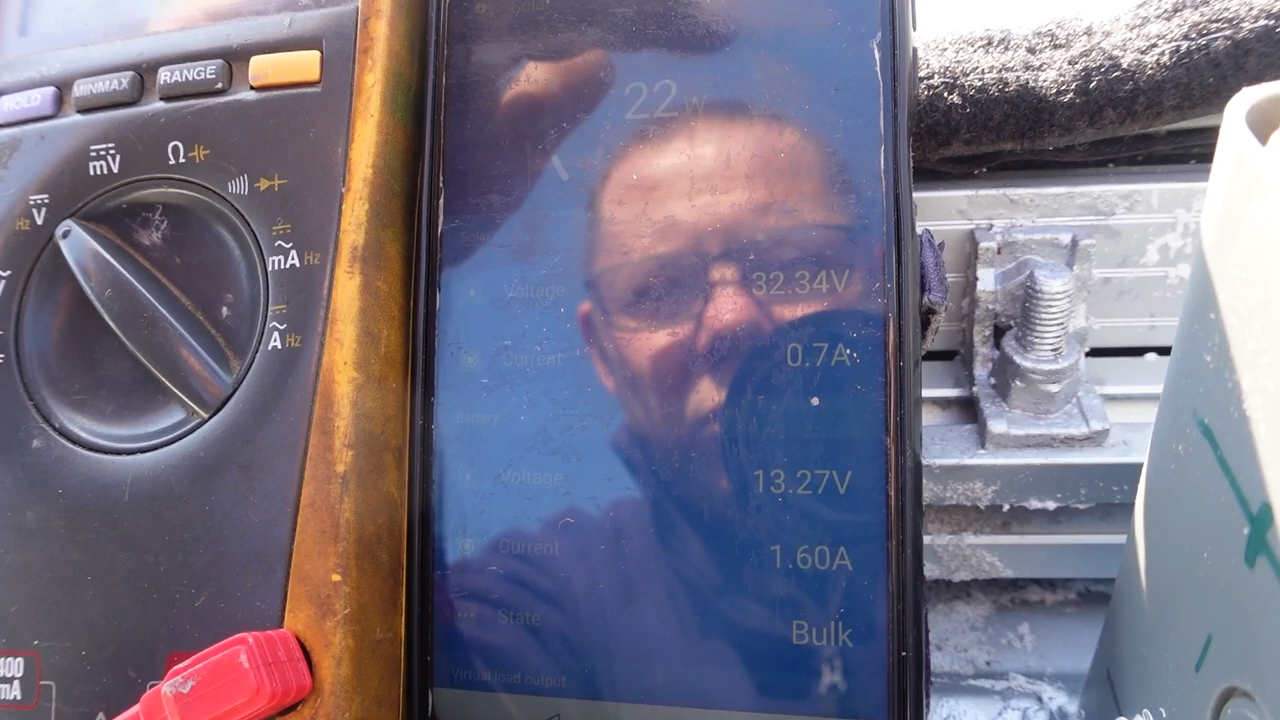 HOLD
MINMAX
RANGE
mV
Ω
Hz
V
mA Hz
A Hz
400
mA
Solar
22W
Solar
Voltage 32.34V
Current 0.7A
Battery
Voltage 13.27V
Current 1.60A
State Bulk
Virtual load output